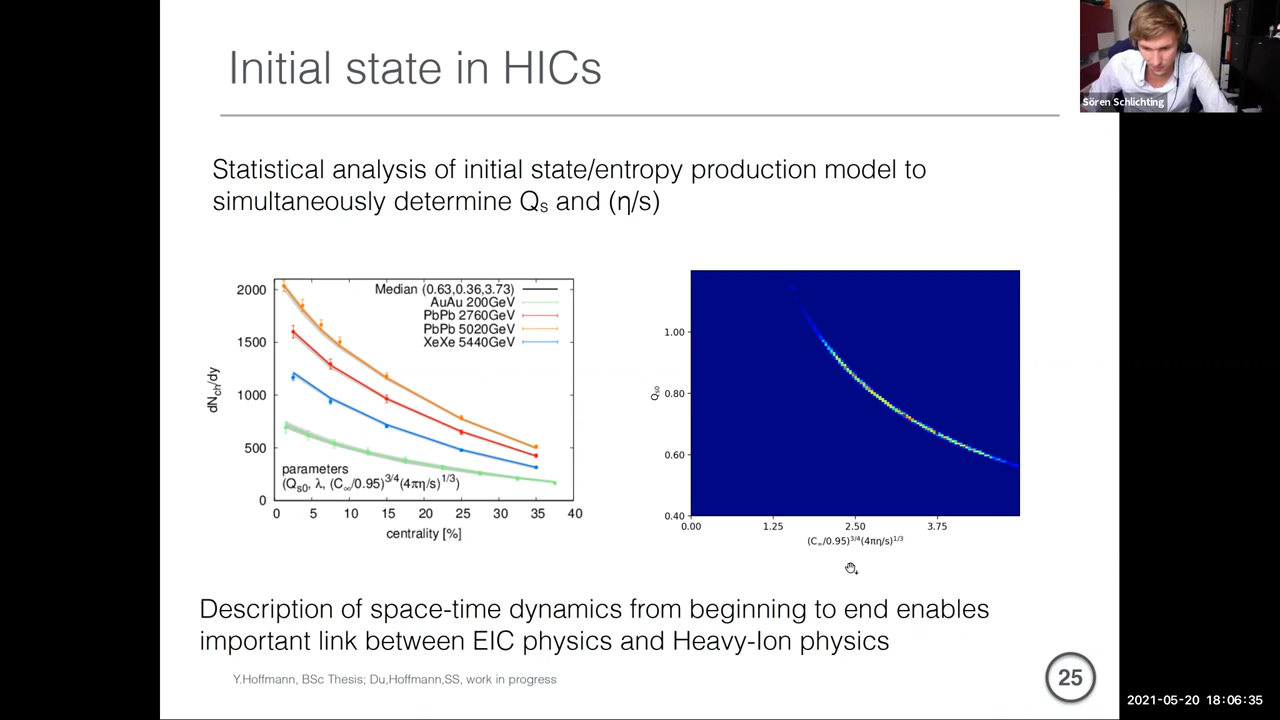 Initial state in HICs
Sören Schlichting
Statistical analysis of initial state/entropy production model to
simultaneously determine Qₛ and (η/s)
2000
1500
1000
500
0
dN_ch/dy
Median (0.63,0.36,3.73)
AuAu 200GeV
PbPb 2760GeV
PbPb 5020GeV
XeXe 5440GeV
parameters
(Q_s0, λ, (C_∞/0.95)^3/4(4πη/s)^1/3)
0 5 10 15 20 25 30 35 40
centrality [%]
1.00
0.80
0.60
0.40
Q_s0
0.00 1.25 2.50 3.75
(C_∞/0.95)^3/4(4πη/s)^1/3
Description of space-time dynamics from beginning to end enables
important link between EIC physics and Heavy-Ion physics
Y.Hoffmann, BSc Thesis; Du,Hoffmann,SS, work in progress
25
2021-05-20 18:06:35